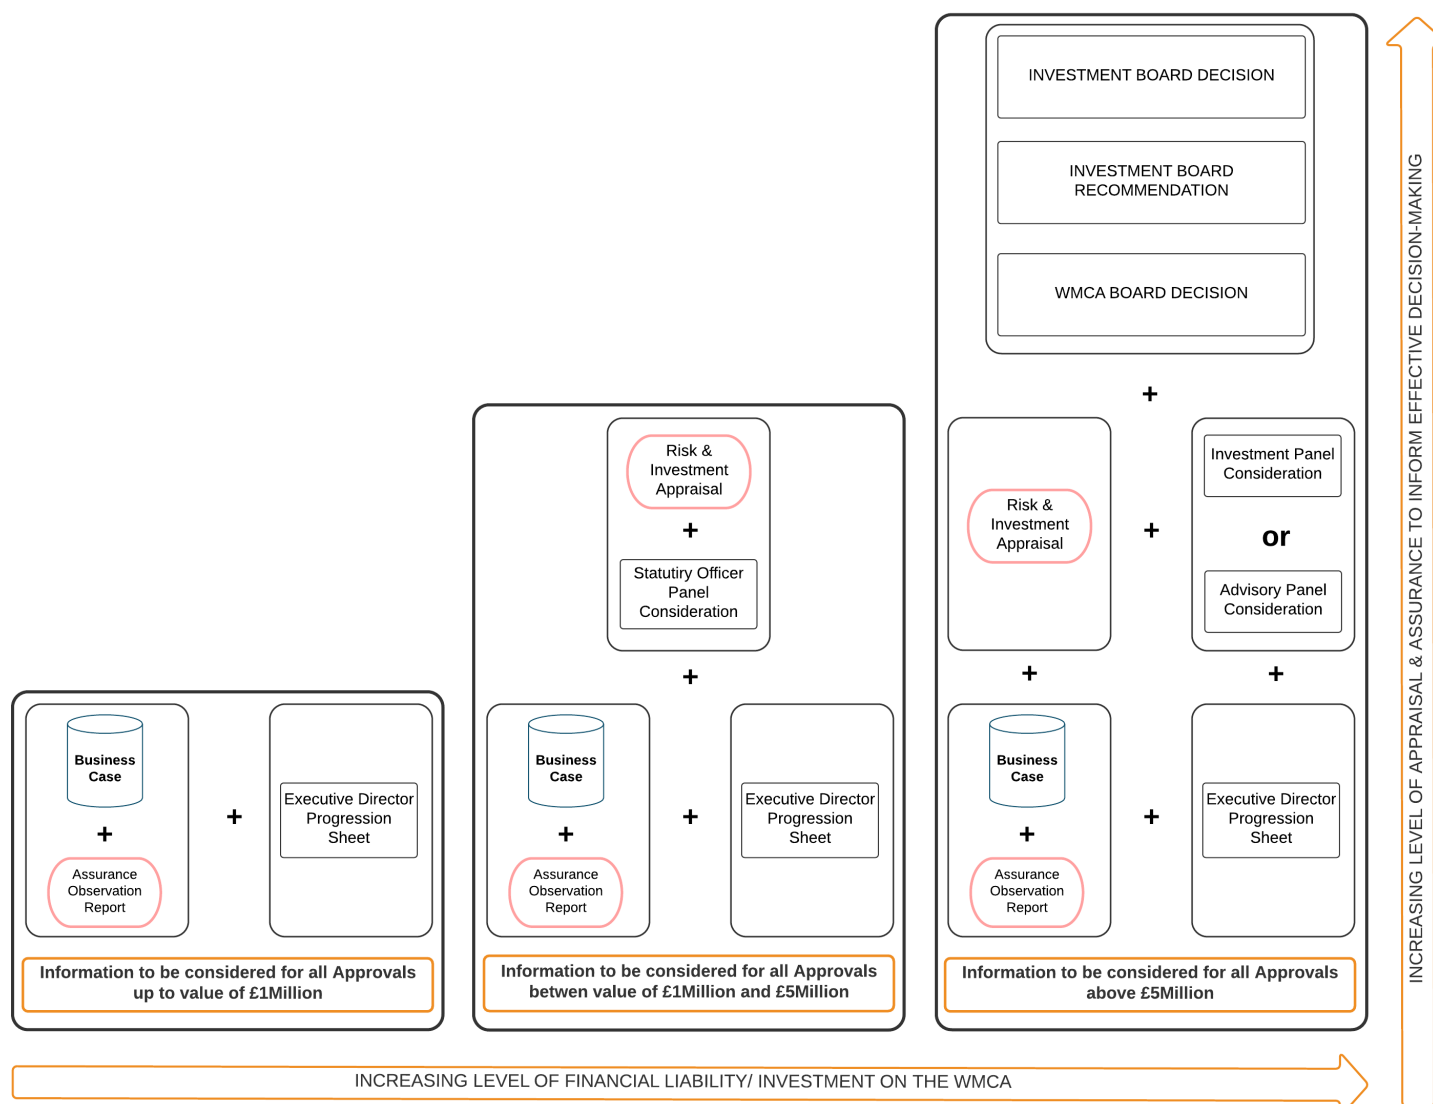 INVESTMENT BOARD DECISION
INVESTMENT BOARD
RECOMMENDATION
WMCA BOARD DECISION
+
Risk &
Investment
Appraisal
+
Statutiry Officer
Panel
Consideration
+
Risk &
Investment
Appraisal
+
Investment Panel
Consideration
or
Advisory Panel
Consideration
+
+
Business
Case
+
Assurance
Observation
Report
+
Executive Director
Progression
Sheet
Information to be considered for all Approvals
up to value of £1Million
Business
Case
+
Assurance
Observation
Report
+
Executive Director
Progression
Sheet
Information to be considered for all Approvals
betwen value of £1Million and £5Million
Business
Case
+
Assurance
Observation
Report
+
Executive Director
Progression
Sheet
Information to be considered for all Approvals
above £5Million
INCREASING LEVEL OF FINANCIAL LIABILITY/ INVESTMENT ON THE WMCA
INCREASING LEVEL OF APPRAISAL & ASSURANCE TO INFORM EFFECTIVE DECISION-MAKING